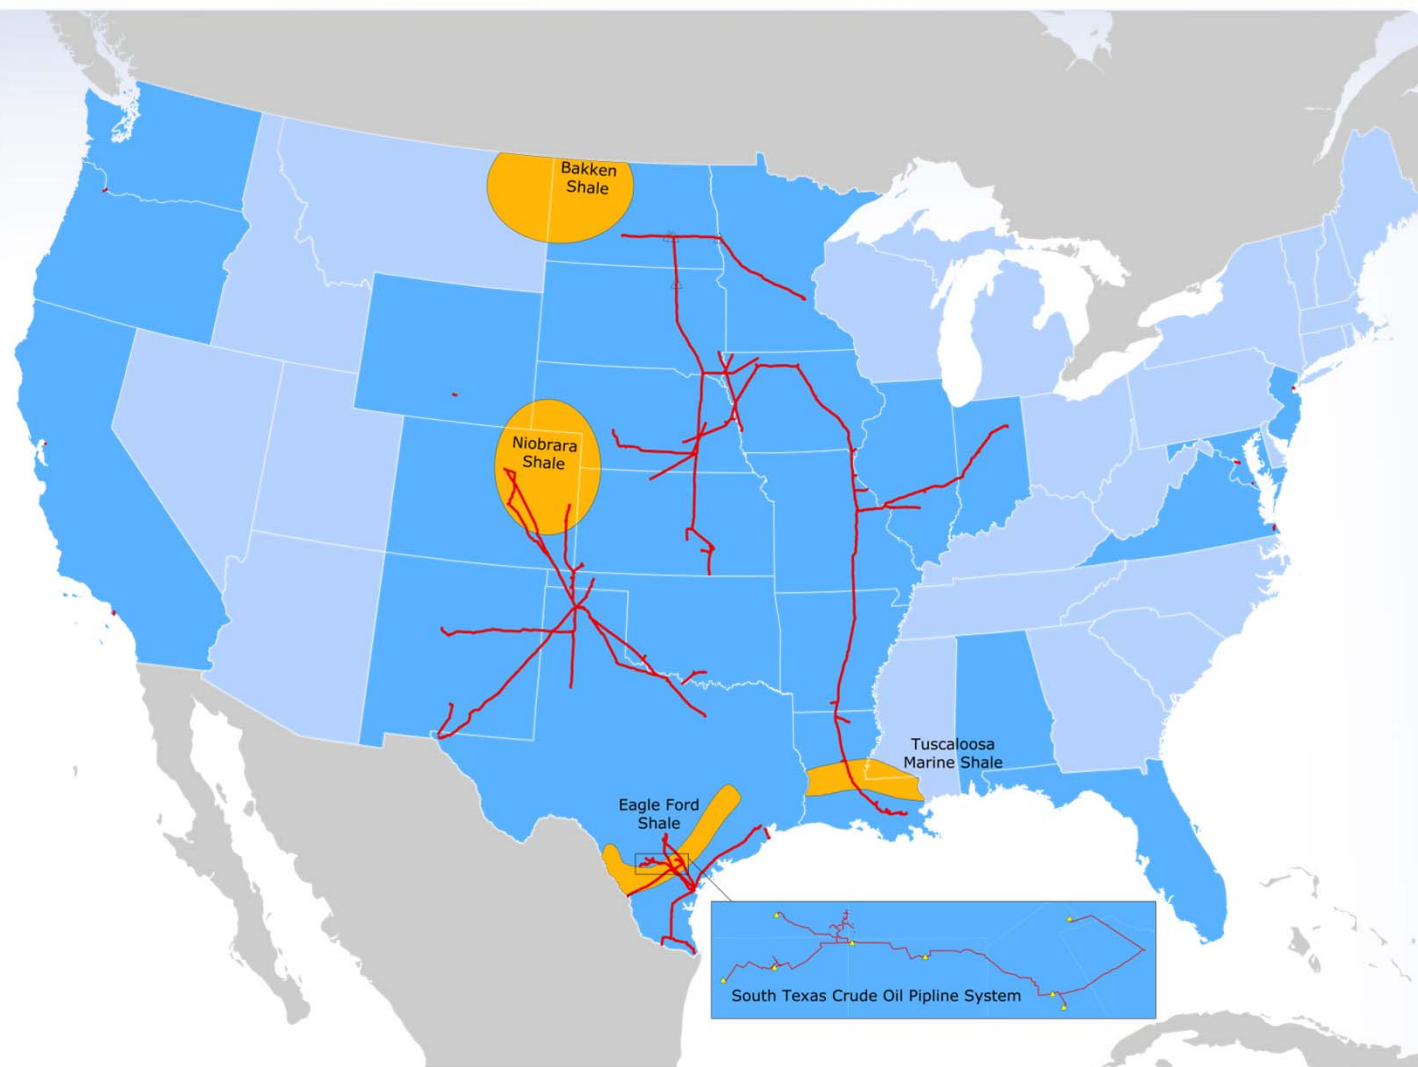 Bakken
Shale
Niobrara
Shale
Tuscaloosa
Marine Shale
Eagle Ford
Shale
South Texas Crude Oil Pipline System